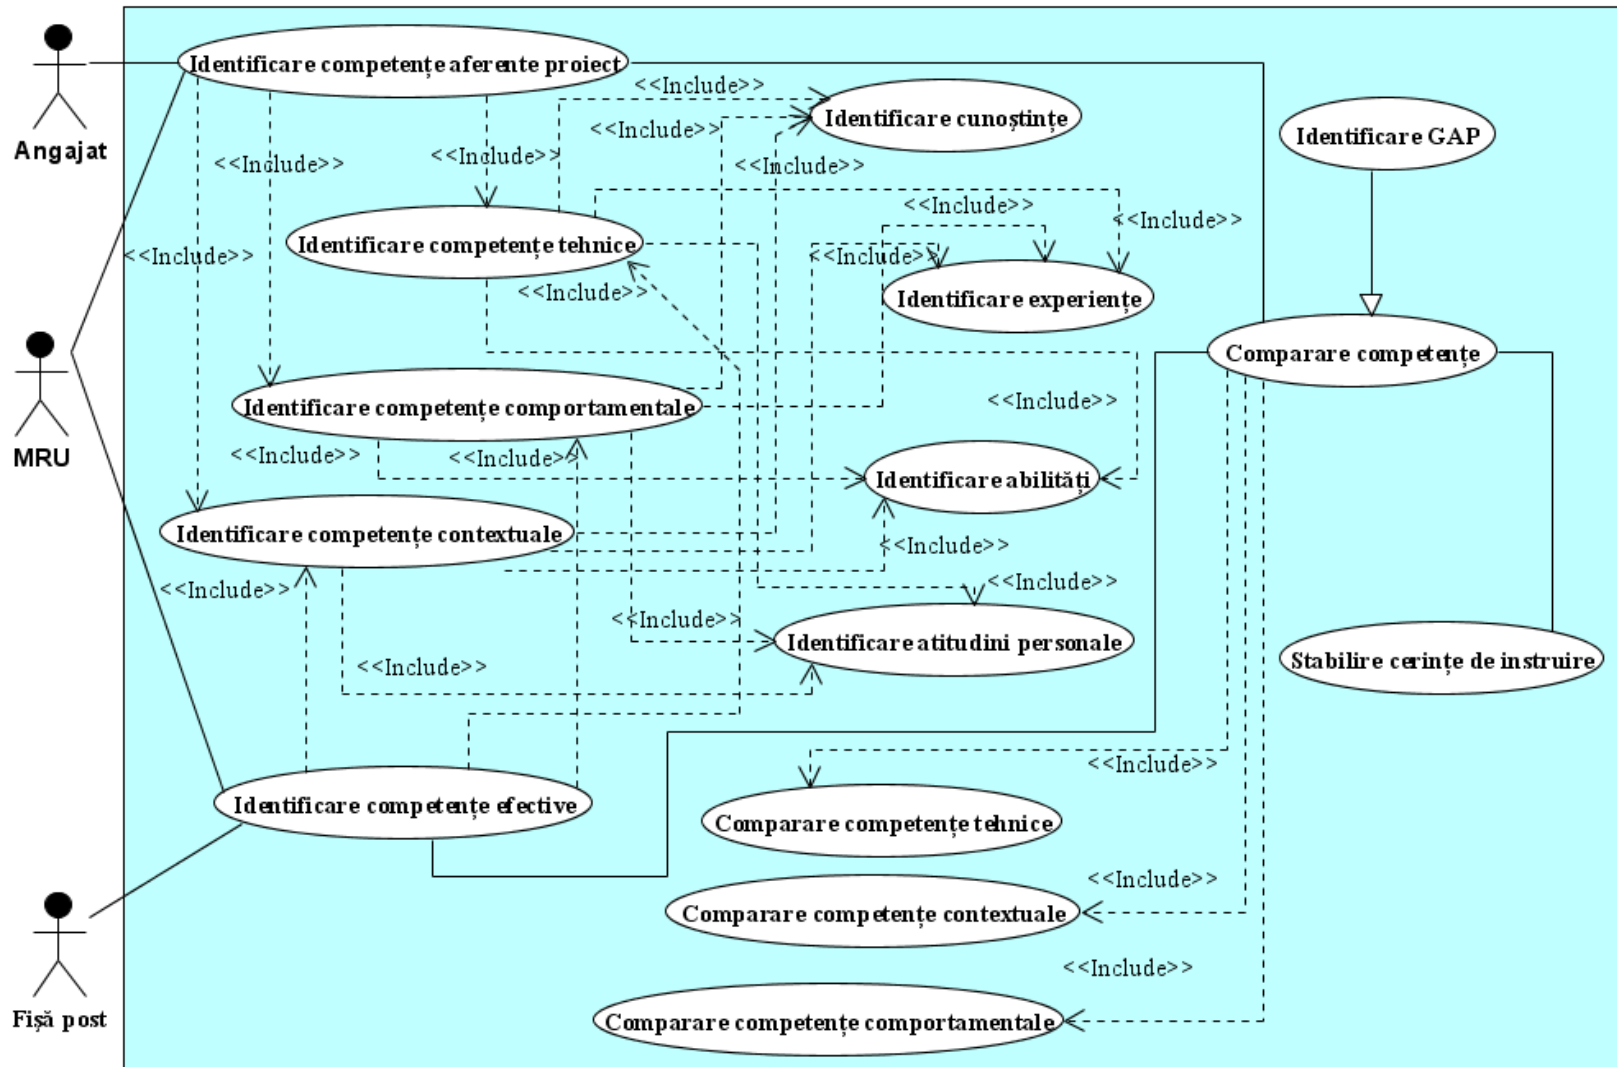 Identificare competențe aferente proiect
<<Include>>
Identificare cunoștințe
Identificare GAP
<<Include>>
Angajat
<<Include>>
<<Include>>
<<Include>>
<<Include>>
<<Include>>
<<Include>>
Identificare competențe tehnice
<<Include>>
<<Include>>
<<Include>>
Identificare experiențe
Comparare competențe
Identificare competențe comportamentale
<<Include>>
MRU
<<Include>>
<<Include>>
Identificare abilități
Identificare competențe contextuale
<<Include>>
<<Include>>
<<Include>>
<<Include>>
Identificare atitudini personale
<<Include>>
Stabilire cerințe de instruire
<<Include>>
Identificare competențe efective
Comparare competențe tehnice
<<Include>>
Comparare competențe contextuale
<<Include>>
Fișă post
Comparare competențe comportamentale